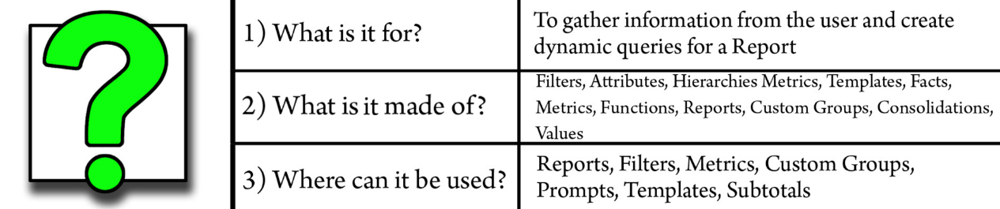 1) What is it for?
To gather information from the user and create
dynamic queries for a Report
2) What is it made of?
Filters, Attributes, Hierarchies Metrics, Templates, Facts,
Metrics, Functions, Reports, Custom Groups, Consolidations,
Values
3) Where can it be used?
Reports, Filters, Metrics, Custom Groups,
Prompts, Templates, Subtotals